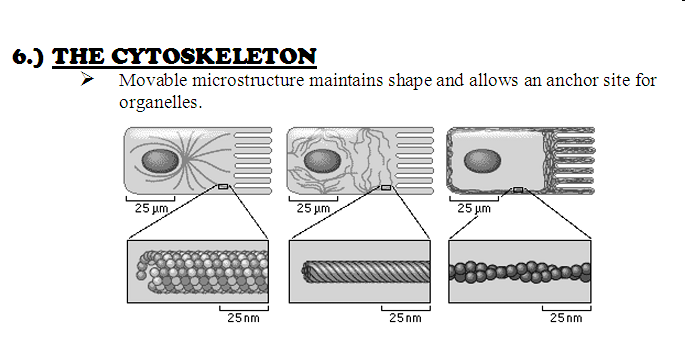 6.) THE CYTOSKELETON
➢ Movable microstructure maintains shape and allows an anchor site for
organelles.
25 µm 25 µm 25 µm
25nm 25nm 25nm